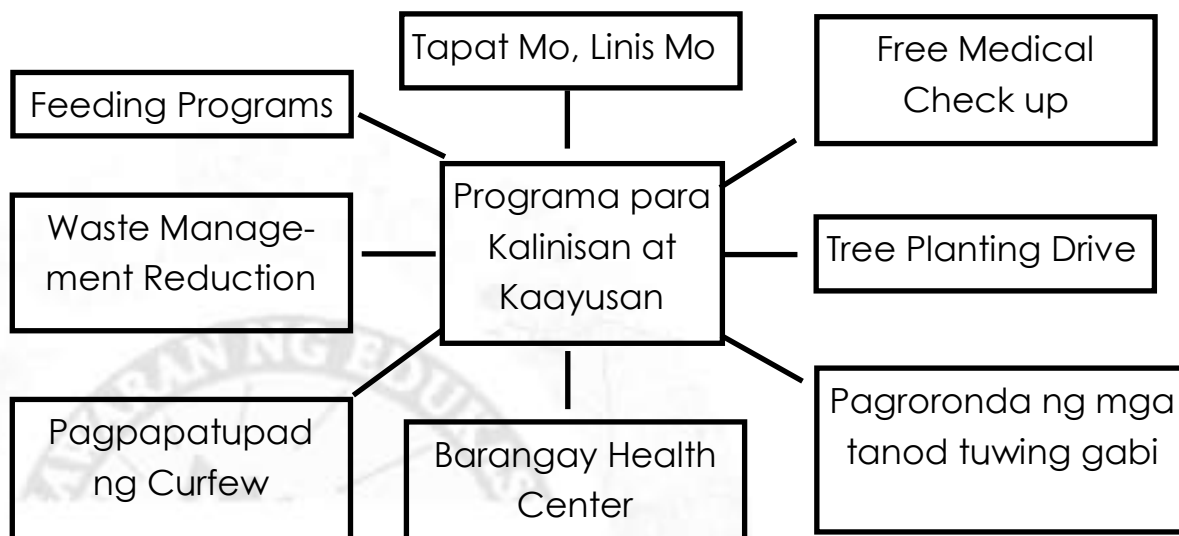 Tapat Mo, Linis Mo
Free Medical
Check up
Feeding Programs
Programa para
Kalinisan at
Kaayusan
Waste Manage-
ment Reduction
Tree Planting Drive
Pagpapatupad
ng Curfew
Barangay Health
Center
Pagroronda ng mga
tanod tuwing gabi